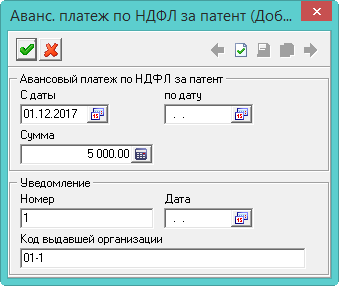 Аванс. платеж по НДФЛ за патент (Доб...
Авансовый платеж по НДФЛ за патент
С даты по дату
01.12.2017 . .
Сумма
5 000.00
Уведомление
Номер Дата
1 . .
Код выдавшей организации
01-1